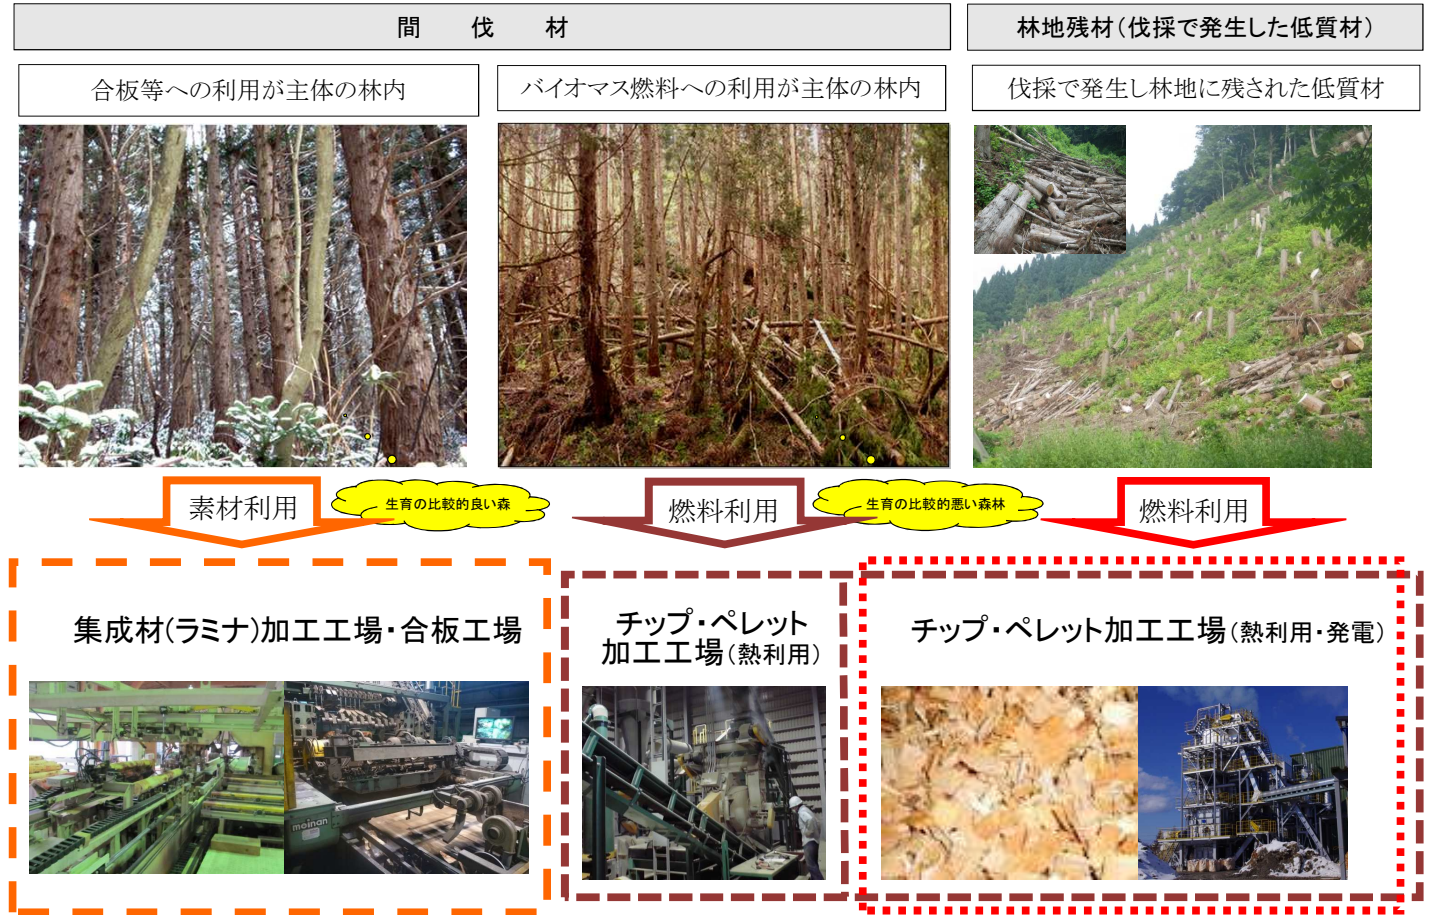 間 伐 材
林地残材(伐採で発生した低質材)
合板等への利用が主体の林内
バイオマス燃料への利用が主体の林内
伐採で発生し林地に残された低質材
素材利用
生育の比較的良い森
燃料利用
生育の比較的悪い森林
燃料利用
集成材(ラミナ)加工工場・合板工場
チップ・ペレット
加工工場(熱利用)
チップ・ペレット加工工場(熱利用・発電)
meinan